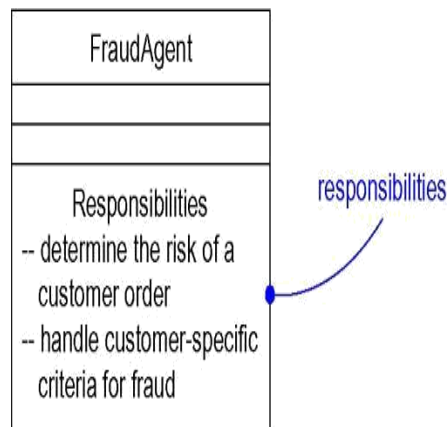 FraudAgent
Responsibilities
-- determine the risk of a
customer order
-- handle customer-specific
criteria for fraud
responsibilities